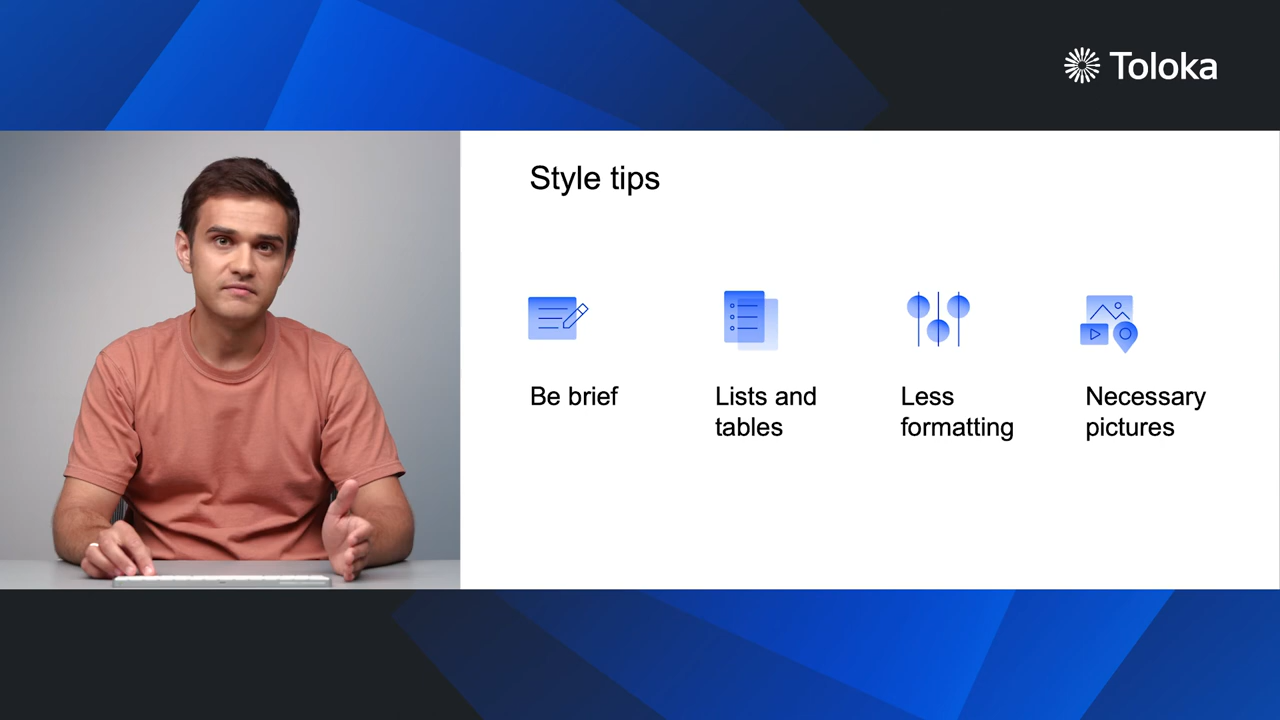 Toloka
Style tips
Be brief
Lists and
tables
Less
formatting
Necessary
pictures